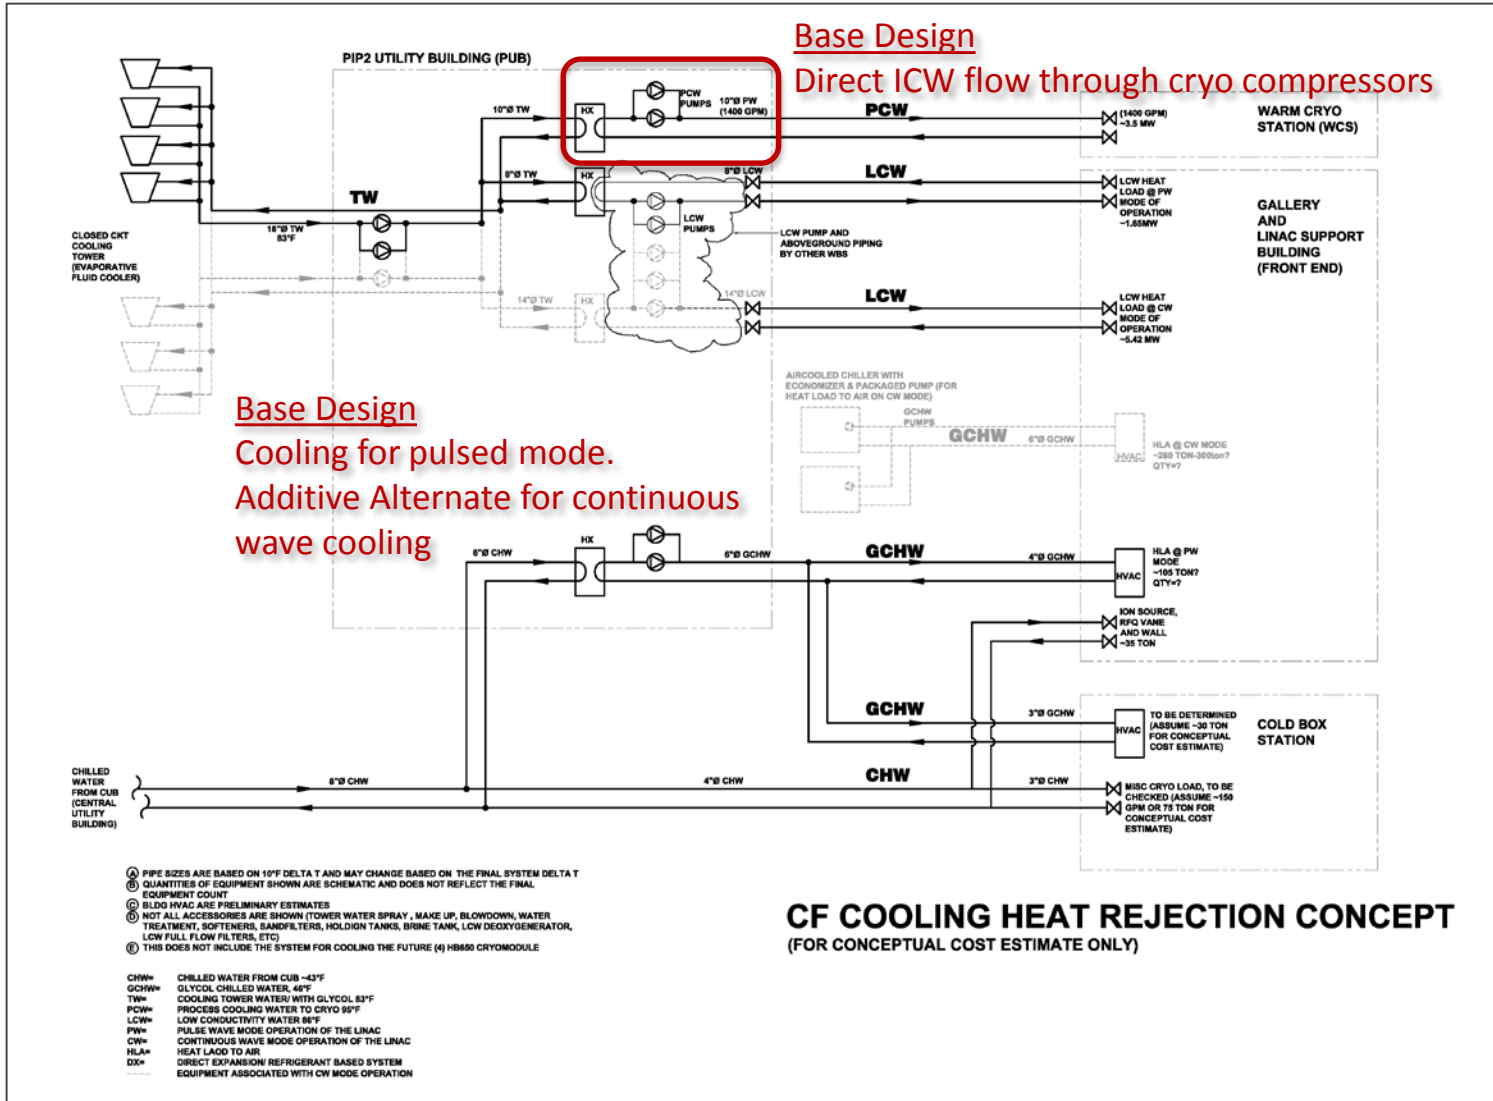 Base Design
Direct ICW flow through cryo compressors
PIP2 UTILITY BUILDING (PUB)
10"Ø TW
HX
PCW
PUMPS
10"Ø PW
(1400 GPM)
PCW
(1400 GPM)
~3.5 MW
WARM CRYO
STATION (WCS)
8"Ø TW
HX
8"Ø LCW
LCW
LCW HEAT
LOAD @ PW
MODE OF
OPERATION
~1.65MW
GALLERY
AND
LINAC SUPPORT
BUILDING
(FRONT END)
TW
18"Ø TW
83°F
LCW
PUMPS
LCW PUMP AND
ABOVEGROUND PIPING
BY OTHER WBS
CLOSED CKT
COOLING
TOWER
(EVAPORATIVE
FLUID COOLER)
14"Ø TW
HX
14"Ø LCW
LCW
LCW HEAT
LOAD @ CW
MODE OF
OPERATION
~5.42 MW
AIRCOOLED CHILLER WITH
ECONOMIZER & PACKAGED PUMP (FOR
HEAT LOAD TO AIR ON CW MODE)
GCHW
PUMPS
GCHW
6"Ø GCHW
HVAC
HLA @ CW MODE
~280 TON-300ton?
QTY=?
Base Design
Cooling for pulsed mode.
Additive Alternate for continuous
wave cooling
6"Ø CHW
HX
6"Ø GCHW
GCHW
4"Ø GCHW
HVAC
HLA @ PW
MODE
~105 TON?
QTY=?
ION SOURCE,
RFQ VANE
AND WALL
~35 TON
GCHW
3"Ø GCHW
HVAC
TO BE DETERMINED
(ASSUME ~30 TON
FOR CONCEPTUAL
COST ESTIMATE)
COLD BOX
STATION
CHILLED
WATER
FROM CUB
(CENTRAL
UTILITY
BUILDING)
8"Ø CHW
4"Ø CHW
CHW
3"Ø CHW
MISC CRYO LOAD, TO BE
CHECKED (ASSUME ~150
GPM OR 75 TON FOR
CONCEPTUAL COST
ESTIMATE)
A PIPE SIZES ARE BASED ON 10°F DELTA T AND MAY CHANGE BASED ON THE FINAL SYSTEM DELTA T
B QUANTITIES OF EQUIPMENT SHOWN ARE SCHEMATIC AND DOES NOT REFLECT THE FINAL
EQUIPMENT COUNT
C BLDG HVAC ARE PRELIMINARY ESTIMATES
D NOT ALL ACCESSORIES ARE SHOWN (TOWER WATER SPRAY , MAKE UP, BLOWDOWN, WATER
TREATMENT, SOFTENERS, SANDFILTERS, HOLDIGN TANKS, BRINE TANK, LCW DEOXYGENERATOR,
LCW FULL FLOW FILTERS, ETC)
E THIS DOES NOT INCLUDE THE SYSTEM FOR COOLING THE FUTURE (4) HB650 CRYOMODULE
CF COOLING HEAT REJECTION CONCEPT
(FOR CONCEPTUAL COST ESTIMATE ONLY)
CHW= CHILLED WATER FROM CUB ~43°F
GCHW= GLYCOL CHILLED WATER, 46°F
TW= COOLING TOWER WATER/ WITH GLYCOL 83°F
PCW= PROCESS COOLING WATER TO CRYO 95°F
LCW= LOW CONDUCTIVITY WATER 86°F
PW= PULSE WAVE MODE OPERATION OF THE LINAC
CW= CONTINUOUS WAVE MODE OPERATION OF THE LINAC
HLA= HEAT LAOD TO AIR
DX= DIRECT EXPANSION/ REFRIGERANT BASED SYSTEM
EQUIPMENT ASSOCIATED WITH CW MODE OPERATION